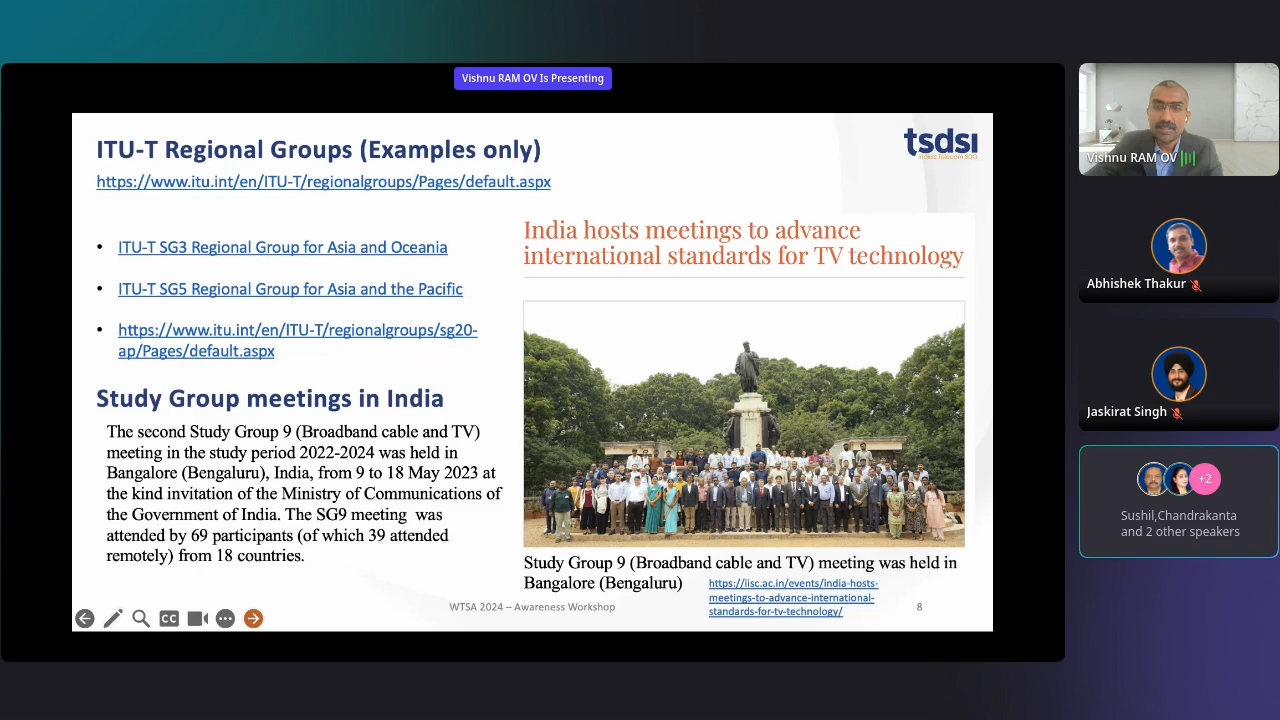 Vishnu RAM OV Is Presenting
ITU-T Regional Groups (Examples only)
https://www.itu.int/en/ITU-T/regionalgroups/Pages/default.aspx
tsdsi
India's Telecom SDO
• ITU-T SG3 Regional Group for Asia and Oceania
• ITU-T SG5 Regional Group for Asia and the Pacific
• https://www.itu.int/en/ITU-T/regionalgroups/sg20-
ap/Pages/default.aspx
Study Group meetings in India
The second Study Group 9 (Broadband cable and TV)
meeting in the study period 2022-2024 was held in
Bangalore (Bengaluru), India, from 9 to 18 May 2023 at
the kind invitation of the Ministry of Communications of
the Government of India. The SG9 meeting was
attended by 69 participants (of which 39 attended
remotely) from 18 countries.
India hosts meetings to advance
international standards for TV technology
Study Group 9 (Broadband cable and TV) meeting was held in
Bangalore (Bengaluru)
https://iisc.ac.in/events/india-hosts-
meetings-to-advance-international-
standards-for-tv-technology/
WTSA 2024 – Awareness Workshop
8
CC
Vishnu RAM OV
Abhishek Thakur
Jaskirat Singh
+2
Sushil,Chandrakanta
and 2 other speakers